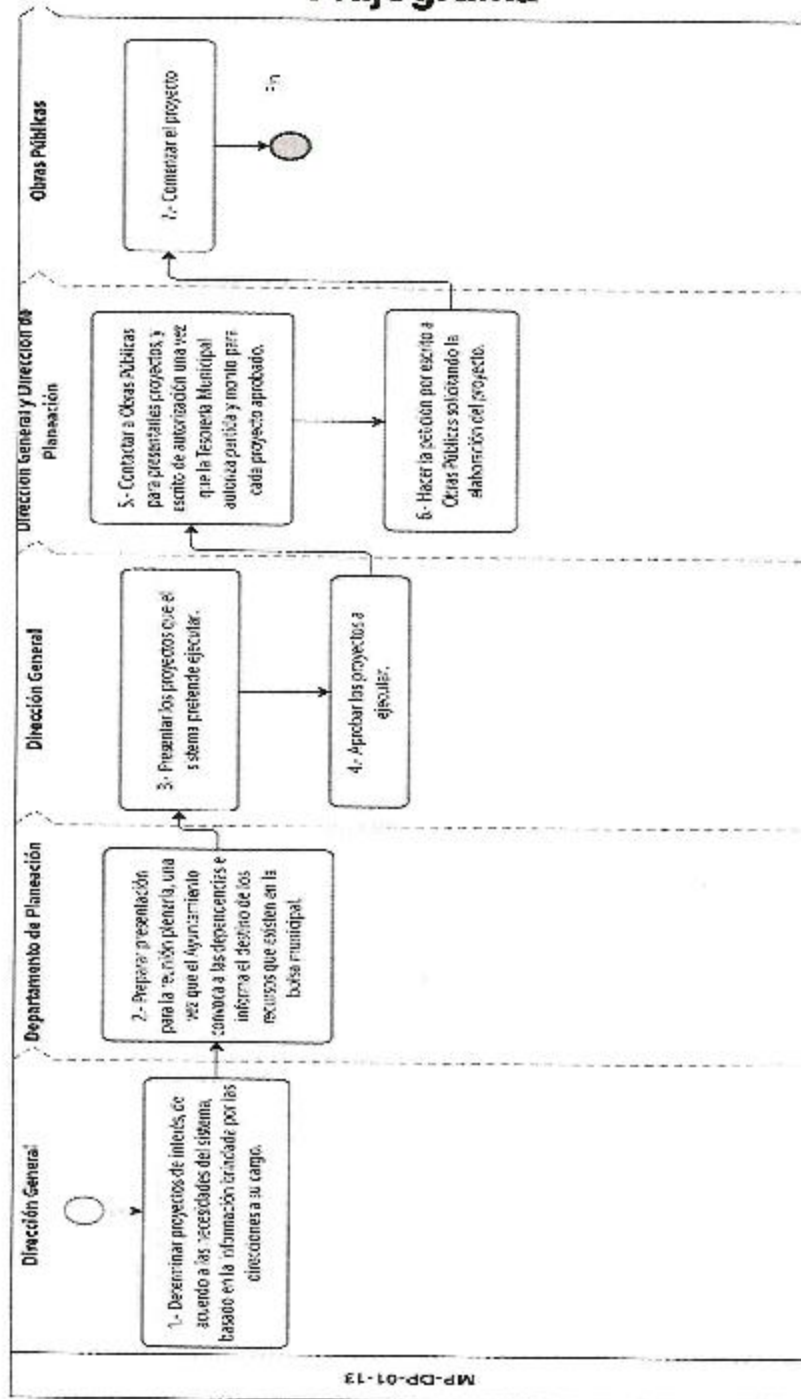 Flujograma
MP-DP-01-13
Dirección General
1.- Determinar proyectos de interés, de
acuerdo a las necesidades del sistema,
basado en la información brindada por las
direcciones a su cargo.
Departamento de Planeación
2.- Preparar presentación
para la reunión plenaria, una
vez que el Ayuntamiento
convoca a las dependencias e
informa el destino de los
recursos que existen en la
bolsa municipal.
Dirección General
3.- Presentar los proyectos que el
sistema pretende ejecutar.
4.- Aprobar los proyectos a
ejecutar.
Dirección General y Dirección de
Planeación
5.- Contactar a Obras Públicas
para presentarles proyectos, y
escrito de autorización una vez
que la Tesorería Municipal
autoriza partida y monto para
cada proyecto aprobado.
6.- Hacer la petición por escrito a
Obras Públicas solicitando la
elaboración del proyecto.
Obras Públicas
7.- Comenzar el proyecto
Fin